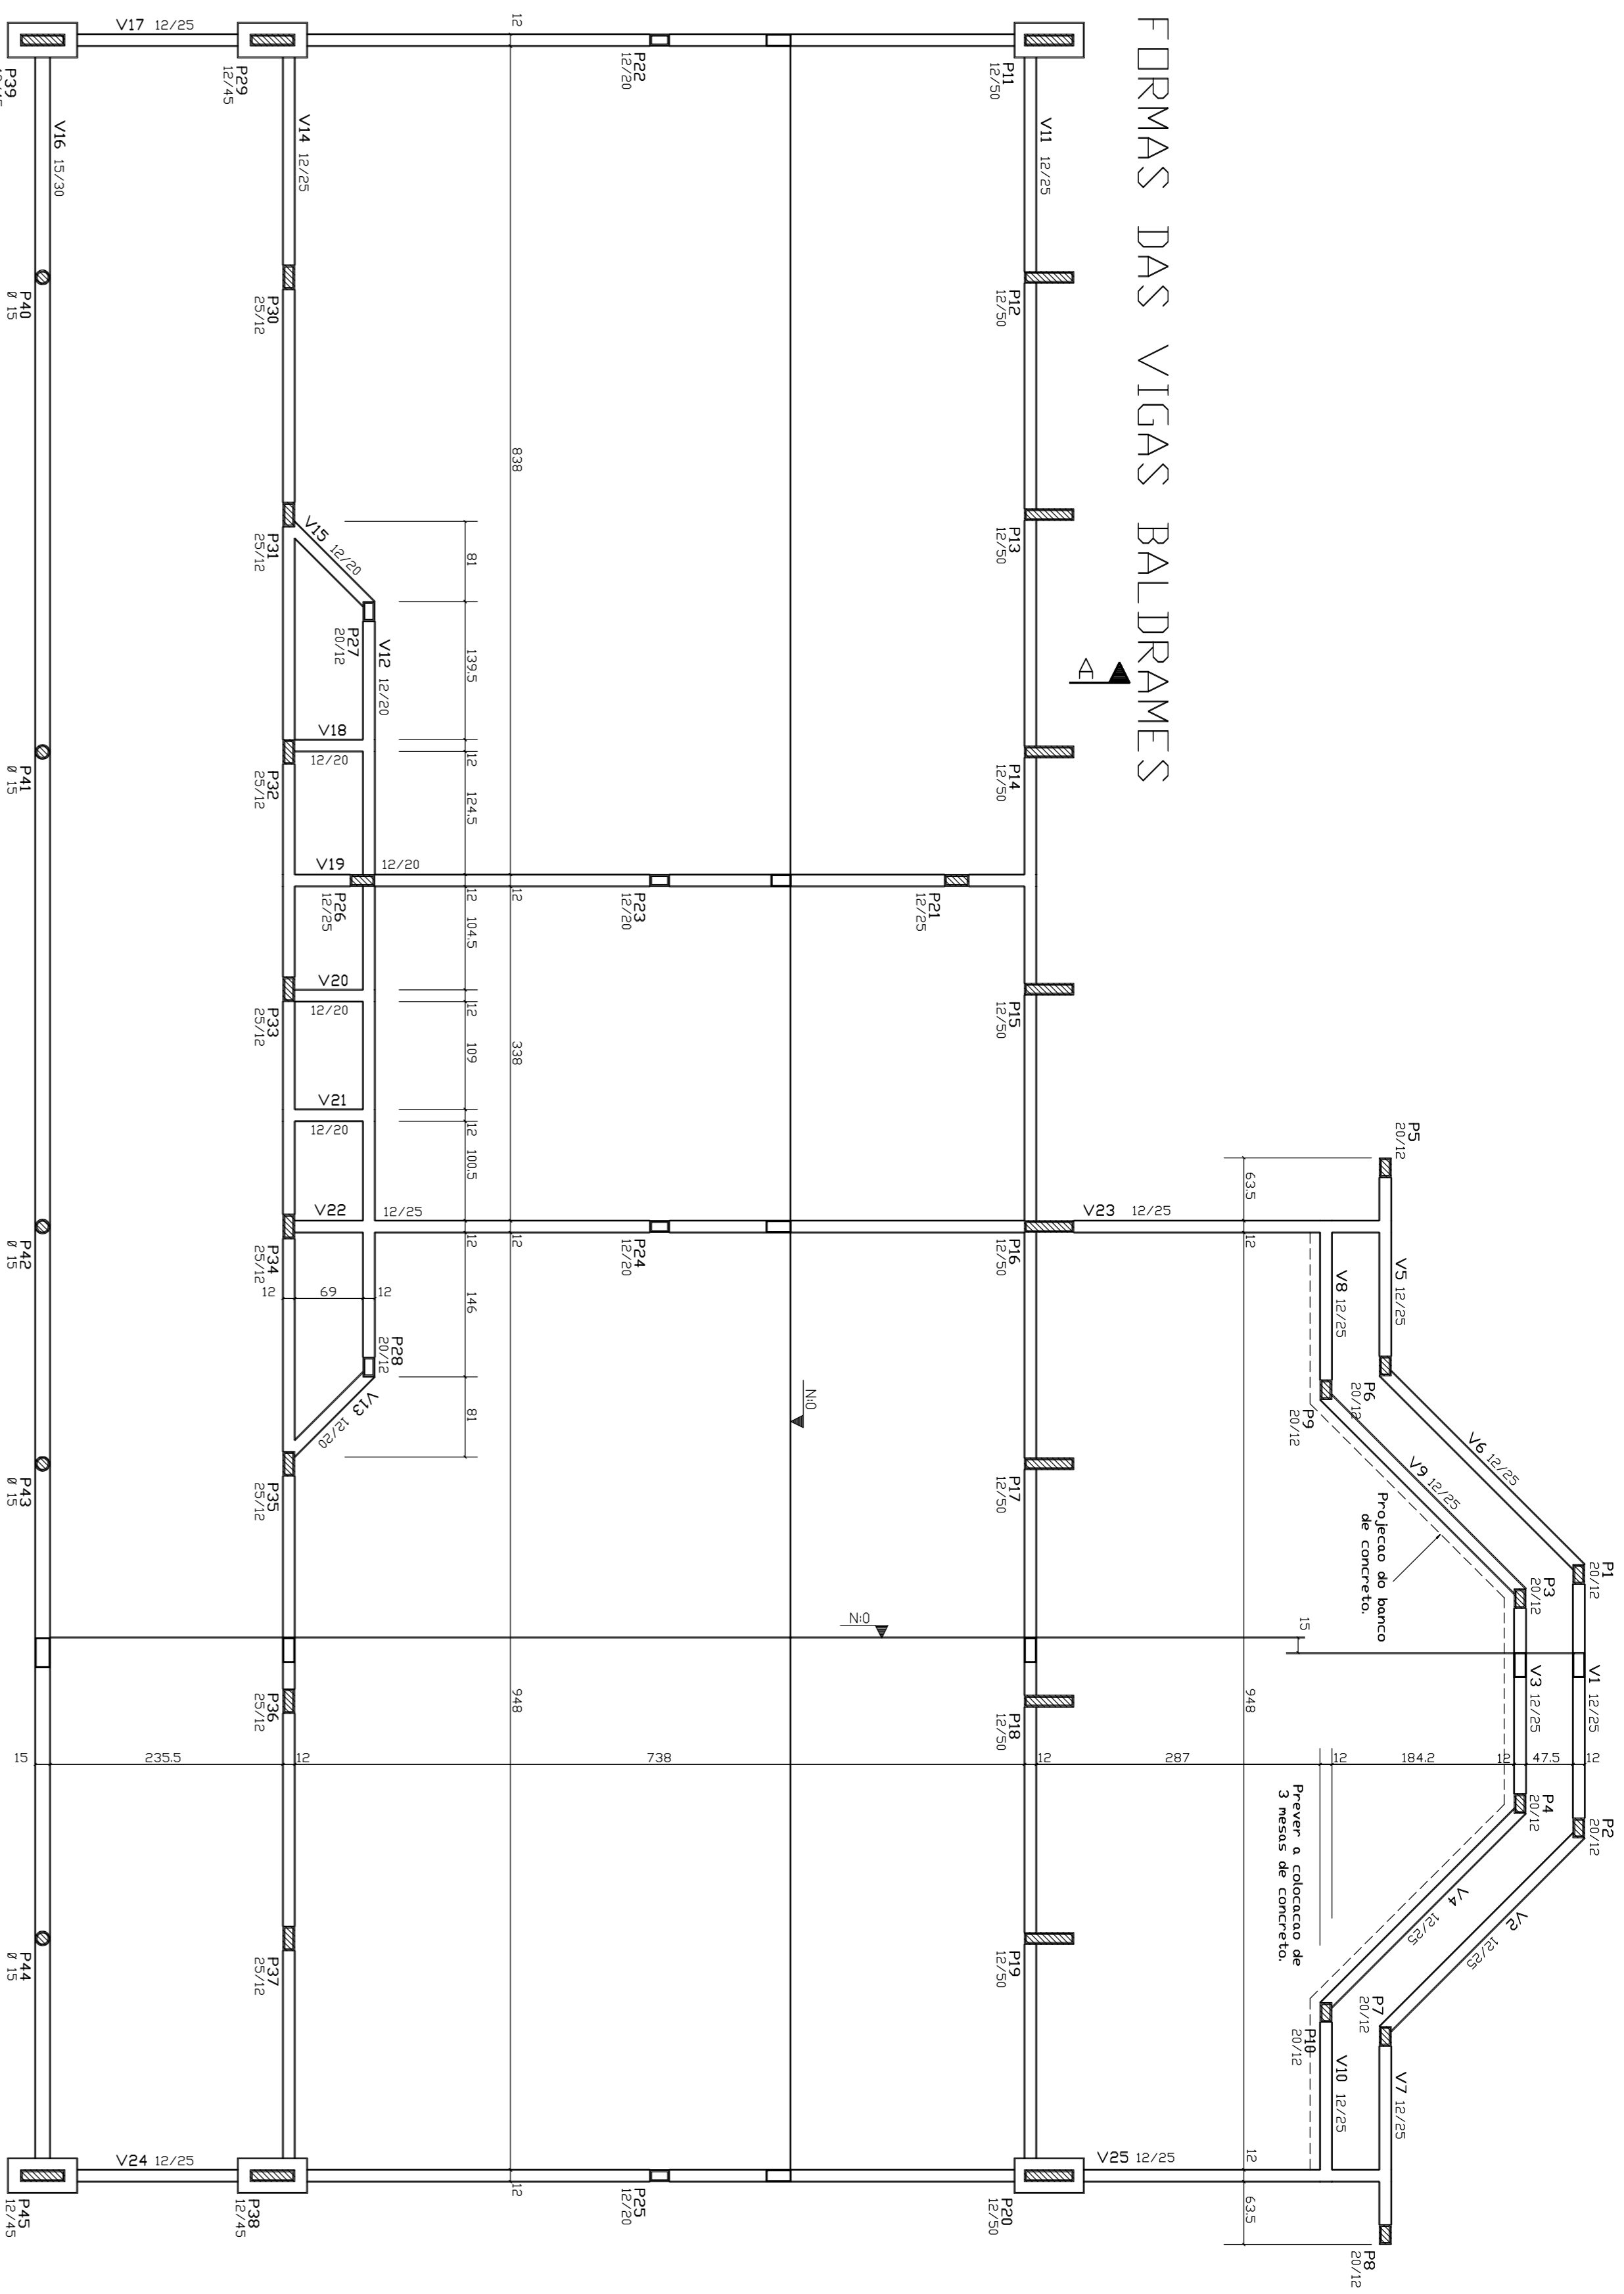 FORMAS DAS VIGAS BALDRAMES
A
P1
20/12
P2
20/12
V1 12/25
P3
20/12
P4
20/12
V3 12/25
V6 12/25
V2 12/25
V9 12/25
V4 12/25
Projecao do banco
de concreto.
P5
20/12
V5 12/25
P6
20/12
P7
20/12
V7 12/25
P8
20/12
V8 12/25
P9
20/12
P10
20/12
V10 12/25
Prever a colocacao de
3 mesas de concreto.
15
63.5
12
948
12
63.5
V23 12/25
V25 12/25
12
47.5
12
184.2
12
287
12
738
12
235.5
15
V11 12/25
P11
12/50
P12
12/50
P13
12/50
P14
12/50
P15
12/50
P16
12/50
P17
12/50
P18
12/50
P19
12/50
P20
12/50
P21
12/25
N:0
N:0
P22
12/20
P23
12/20
P24
12/20
P25
12/20
12
838
12
338
12
948
12
81
139.5
12
124.5
12
104.5
12
109
12
100.5
12
146
81
V12 12/20
12/20
12/25
P27
20/12
P26
12/25
P28
20/12
V15 12/20
V13 12/20
V18
12/20
V19
V20
12/20
V21
12/20
V22
12
69
12
V14 12/25
P29
12/45
P30
25/12
P31
25/12
P32
25/12
P33
25/12
P34
25/12
P35
25/12
P36
25/12
P37
25/12
P38
12/45
V17 12/25
V24 12/25
V16 15/30
P39
P40
Ø 15
P41
Ø 15
P42
Ø 15
P43
Ø 15
P44
Ø 15
P45
12/45